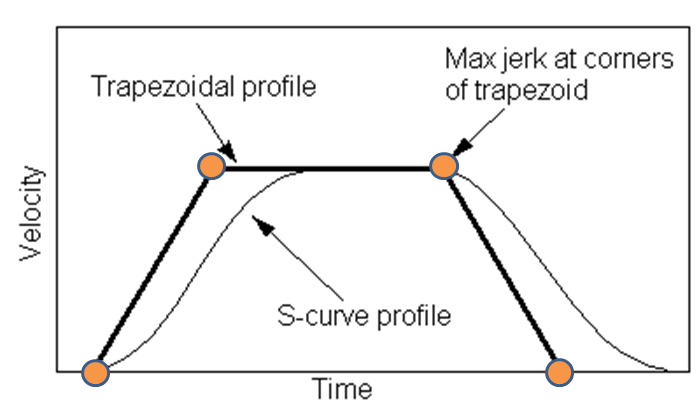 Max jerk at corners
of trapezoid
Trapezoidal profile
Velocity
S-curve profile
Time